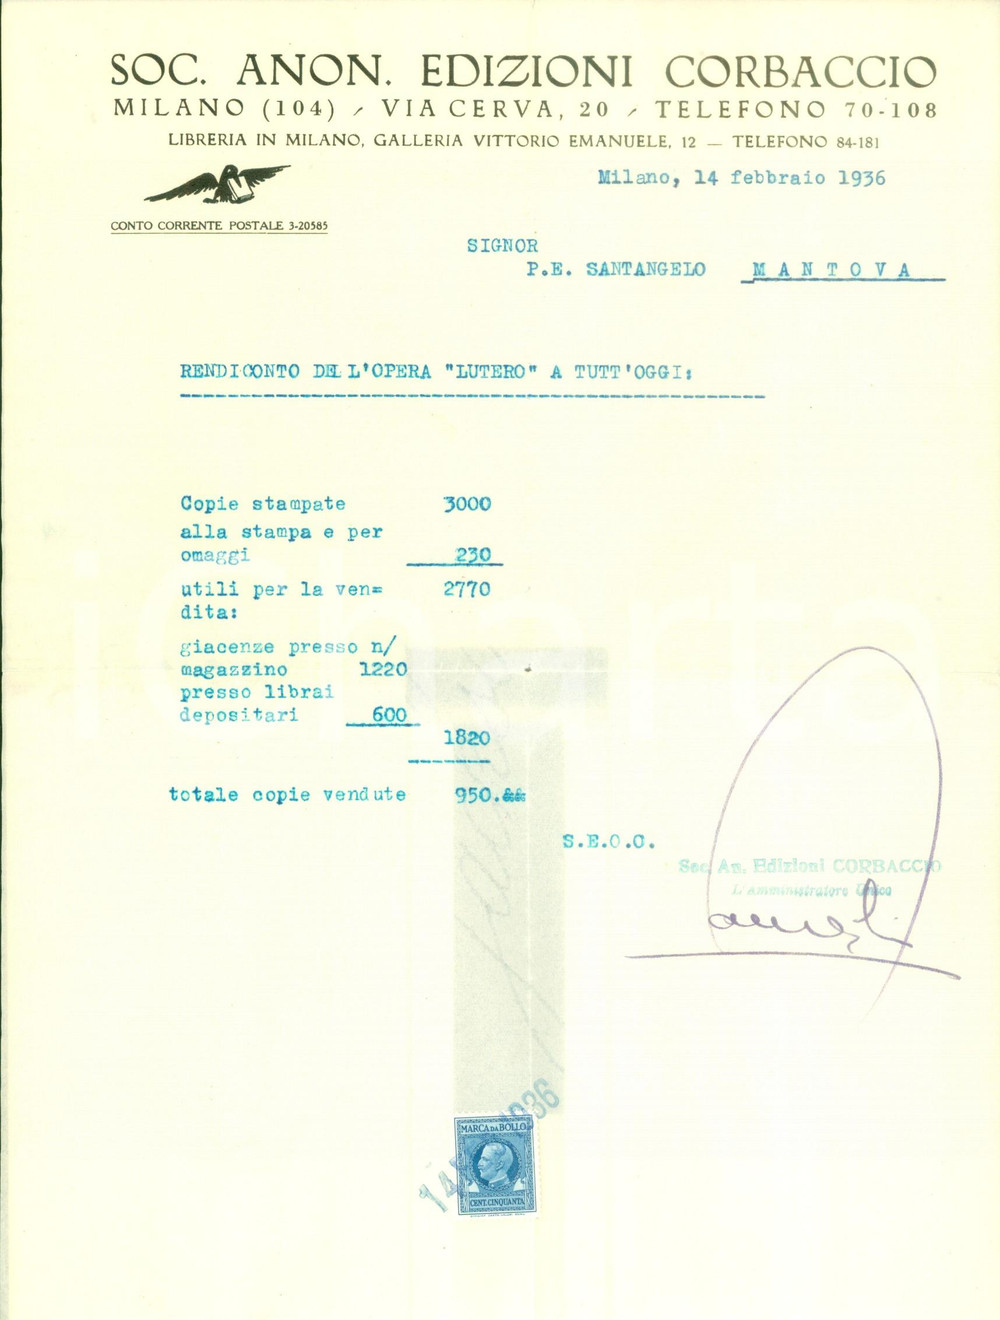 SOC. ANON. EDIZIONI CORBACCIO
MILANO (104) ⸝ VIA CERVA, 20 ⸝ TELEFONO 70-108
LIBRERIA IN MILANO, GALLERIA VITTORIO EMANUELE, 12 — TELEFONO 84-181
Milano, 14 febbraio 1936
CONTO CORRENTE POSTALE 3-20585
SIGNOR
P.E. SANTANGELO M A N T O V A
RENDICONTO DELL'OPERA "LUTERO" A TUTT'OGGI:
Copie stampate 3000
alla stampa e per
omaggi 230
utili per la ven=
dita: 2770
giacenze presso n/
magazzino 1220
presso librai
depositari 600
1820
totale copie vendute 950.
S.E.O.O.
Soc. An. Edizioni CORBACCIO
L'Amministratore Unico
MARCA DA BOLLO
CENT. CINQUANTA